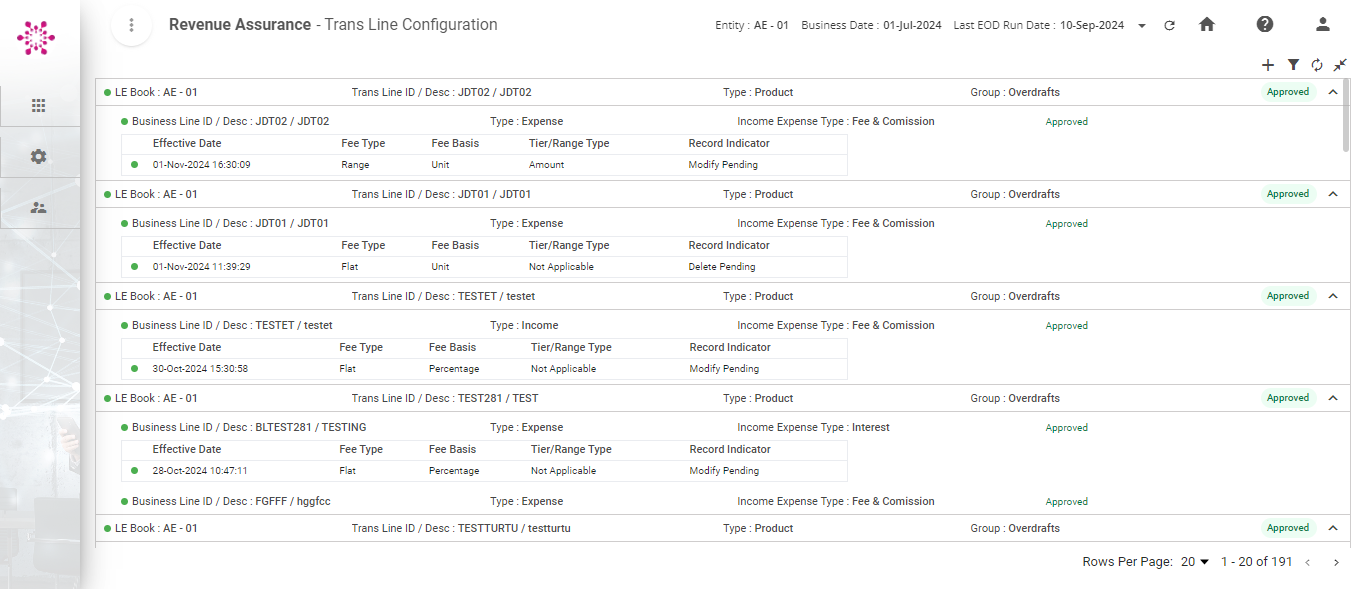 Revenue Assurance - Trans Line Configuration Entity : AE - 01 Business Date : 01-Jul-2024 Last EOD Run Date : 10-Sep-2024
LE Book : AE - 01 Trans Line ID / Desc : JDT02 / JDT02 Type : Product Group : Overdrafts Approved
Business Line ID / Desc : JDT02 / JDT02 Type : Expense Income Expense Type : Fee & Comission Approved
Effective Date Fee Type Fee Basis Tier/Range Type Record Indicator
01-Nov-2024 16:30:09 Range Unit Amount Modify Pending
LE Book : AE - 01 Trans Line ID / Desc : JDT01 / JDT01 Type : Product Group : Overdrafts Approved
Business Line ID / Desc : JDT01 / JDT01 Type : Expense Income Expense Type : Fee & Comission Approved
Effective Date Fee Type Fee Basis Tier/Range Type Record Indicator
01-Nov-2024 11:39:29 Flat Unit Not Applicable Delete Pending
LE Book : AE - 01 Trans Line ID / Desc : TESTET / testet Type : Product Group : Overdrafts Approved
Business Line ID / Desc : TESTET / testet Type : Income Income Expense Type : Fee & Comission Approved
Effective Date Fee Type Fee Basis Tier/Range Type Record Indicator
30-Oct-2024 15:30:58 Flat Percentage Not Applicable Modify Pending
LE Book : AE - 01 Trans Line ID / Desc : TEST281 / TEST Type : Product Group : Overdrafts Approved
Business Line ID / Desc : BLTEST281 / TESTING Type : Expense Income Expense Type : Interest Approved
Effective Date Fee Type Fee Basis Tier/Range Type Record Indicator
28-Oct-2024 10:47:11 Flat Percentage Not Applicable Modify Pending
Business Line ID / Desc : FGFFF / hggfcc Type : Expense Income Expense Type : Fee & Comission Approved
LE Book : AE - 01 Trans Line ID / Desc : TESTTURTU / testturtu Type : Product Group : Overdrafts Approved
Rows Per Page: 20 1 - 20 of 191